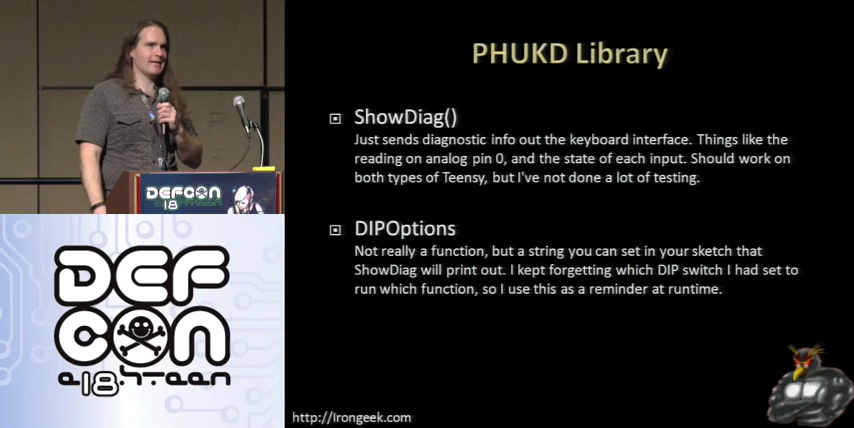 PHUKD Library
ShowDiag()
Just sends diagnostic info out the keyboard interface. Things like the
reading on analog pin 0, and the state of each input. Should work on
both types of Teensy, but I've not done a lot of testing.
DIPOptions
Not really a function, but a string you can set in your sketch that
ShowDiag will print out. I kept forgetting which DIP switch I had set to
run which function, so I use this as a reminder at runtime.
http://Irongeek.com
DEFCON
18
DEF
CON
e18hteen